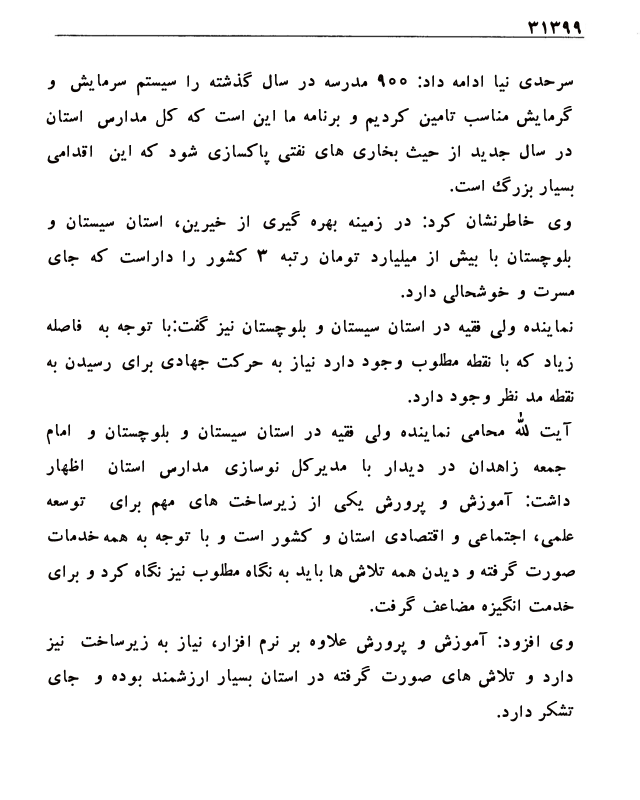 ۳۱۳۹۹
سرحدی نیا ادامه داد: ۹۰۰ مدرسه در سال گذشته را سیستم سرمایش و
گرمایش مناسب تامین کردیم و برنامه ما این است که کل مدارس استان
در سال جدید از حیث بخاری های نفتی پاکسازی شود که این اقدامی
بسیار بزرگ است.
وی خاطرنشان کرد: در زمینه بهره گیری از خیرین، استان سیستان و
بلوچستان با بیش از میلیارد تومان رتبه ۳ کشور را داراست که جای
مسرت و خوشحالی دارد.
نماینده ولی فقیه در استان سیستان و بلوچستان نیز گفت:با توجه به فاصله
زیاد که با نقطه مطلوب وجود دارد نیاز به حرکت جهادی برای رسیدن به
نقطه مد نظر وجود دارد.
آیت لله محامی نماینده ولی فقیه در استان سیستان و بلوچستان و امام
جمعه زاهدان در دیدار با مدیرکل نوسازی مدارس استان اظهار
داشت: آموزش و پرورش یکی از زیرساخت های مهم برای توسعه
علمی، اجتماعی و اقتصادی استان و کشور است و با توجه به همه خدمات
صورت گرفته و دیدن همه تلاش ها باید به نگاه مطلوب نیز نگاه کرد و برای
خدمت انگیزه مضاعف گرفت.
وی افزود: آموزش و پرورش علاوه بر نرم افزار، نیاز به زیرساخت نیز
دارد و تلاش های صورت گرفته در استان بسیار ارزشمند بوده و جای
تشکر دارد.